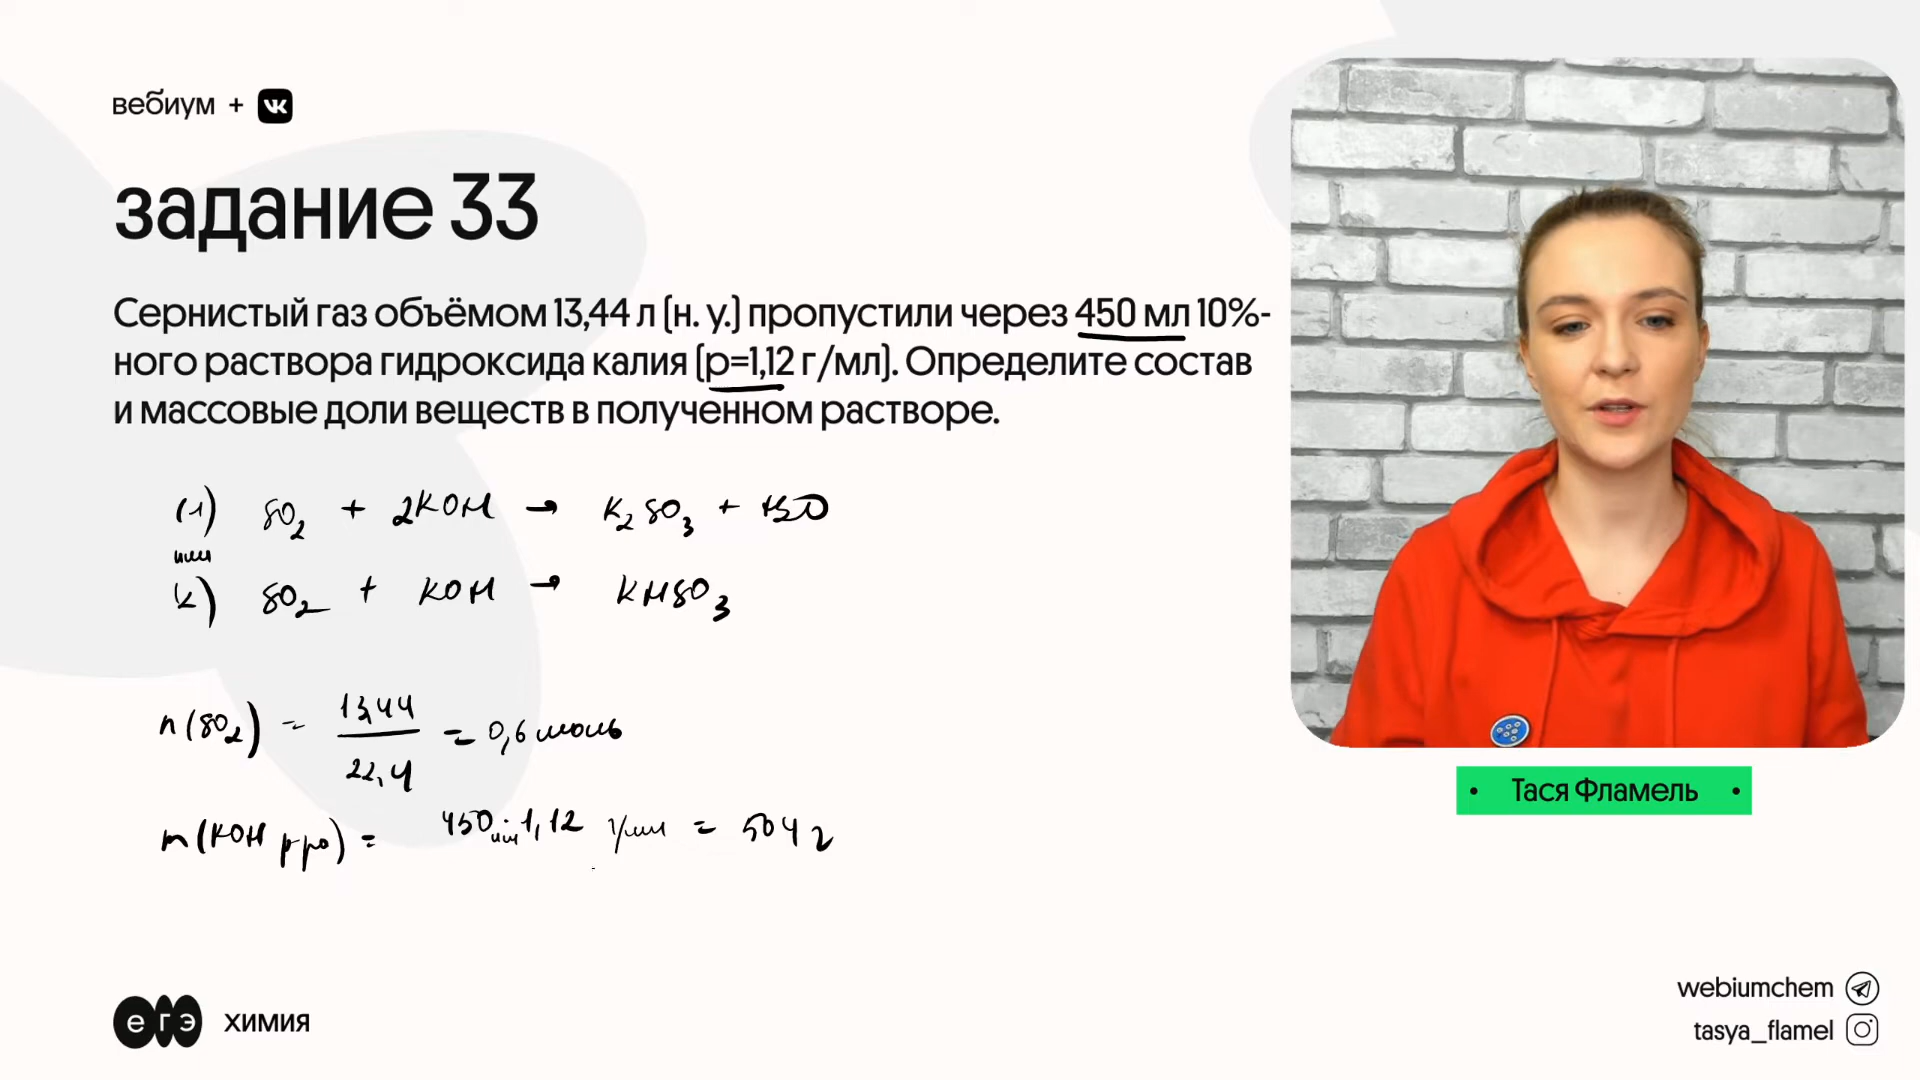 вебиум +
задание 33
Сернистый газ объёмом 13,44 л (н. у.) пропустили через 450 мл 10%-
ного раствора гидроксида калия (p=1,12 г/мл). Определите состав
и массовые доли веществ в полученном растворе.
1) SO2 + 2KOH → K2SO3 + H2O
или
2) SO2 + KOH → KHSO3
n(SO2) = 13,44 / 22,4 = 0,6 моль
m(KOH р-ра) = 450 мл · 1,12 г/мл = 504 г
• Тася Фламель •
егэ химия
webiumchem
tasya_flamel